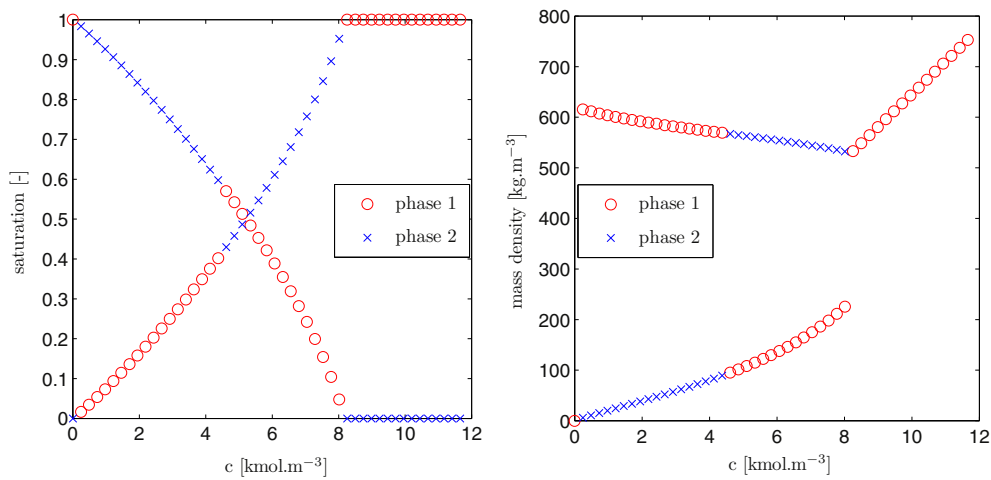 1
0.9
0.8
0.7
0.6
0.5
0.4
0.3
0.2
0.1
0
saturation [-]
phase 1
phase 2
0 2 4 6 8 10 12
c [kmol.m⁻³]
800
700
600
500
400
300
200
100
0
mass density [kg.m⁻³]
phase 1
phase 2
0 2 4 6 8 10 12
c [kmol.m⁻³]